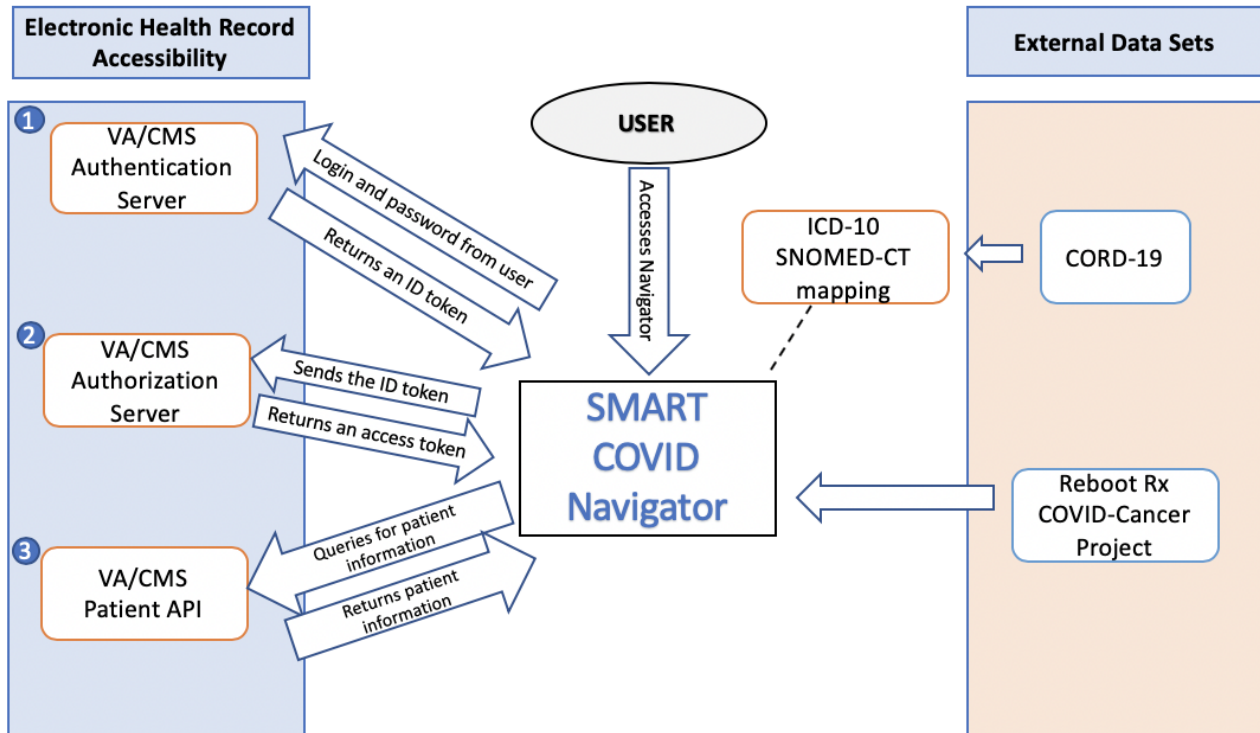 Electronic Health Record
Accessibility
External Data Sets
1
VA/CMS
Authentication
Server
Login and password from user
Returns an ID token
USER
Accesses Navigator
ICD-10
SNOMED-CT
mapping
CORD-19
2
VA/CMS
Authorization
Server
Sends the ID token
Returns an access token
SMART
COVID
Navigator
Reboot Rx
COVID-Cancer
Project
3
VA/CMS
Patient API
Queries for patient
information
Returns patient
information